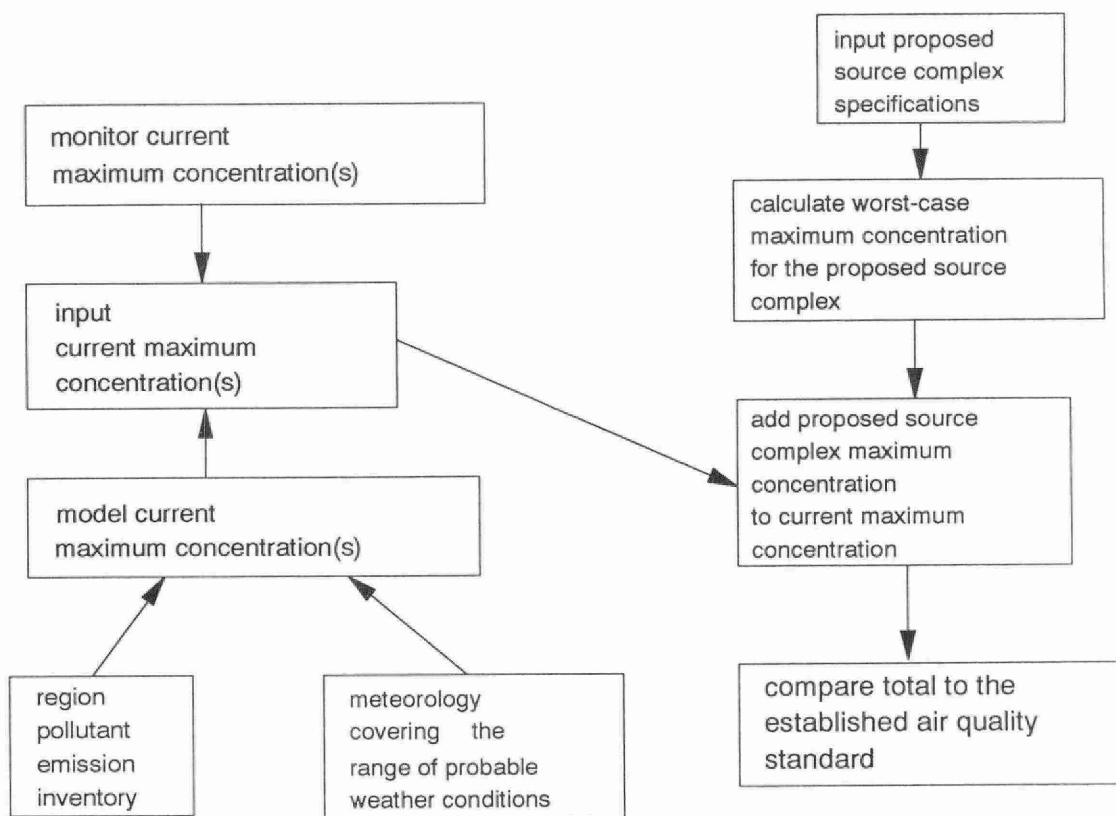 input proposed
source complex
specifications
monitor current
maximum concentration(s)
calculate worst-case
maximum concentration
for the proposed source
complex
input
current maximum
concentration(s)
add proposed source
complex maximum
concentration
to current maximum
concentration
model current
maximum concentration(s)
region
pollutant
emission
inventory
meteorology
covering the
range of probable
weather conditions
compare total to the
established air quality
standard